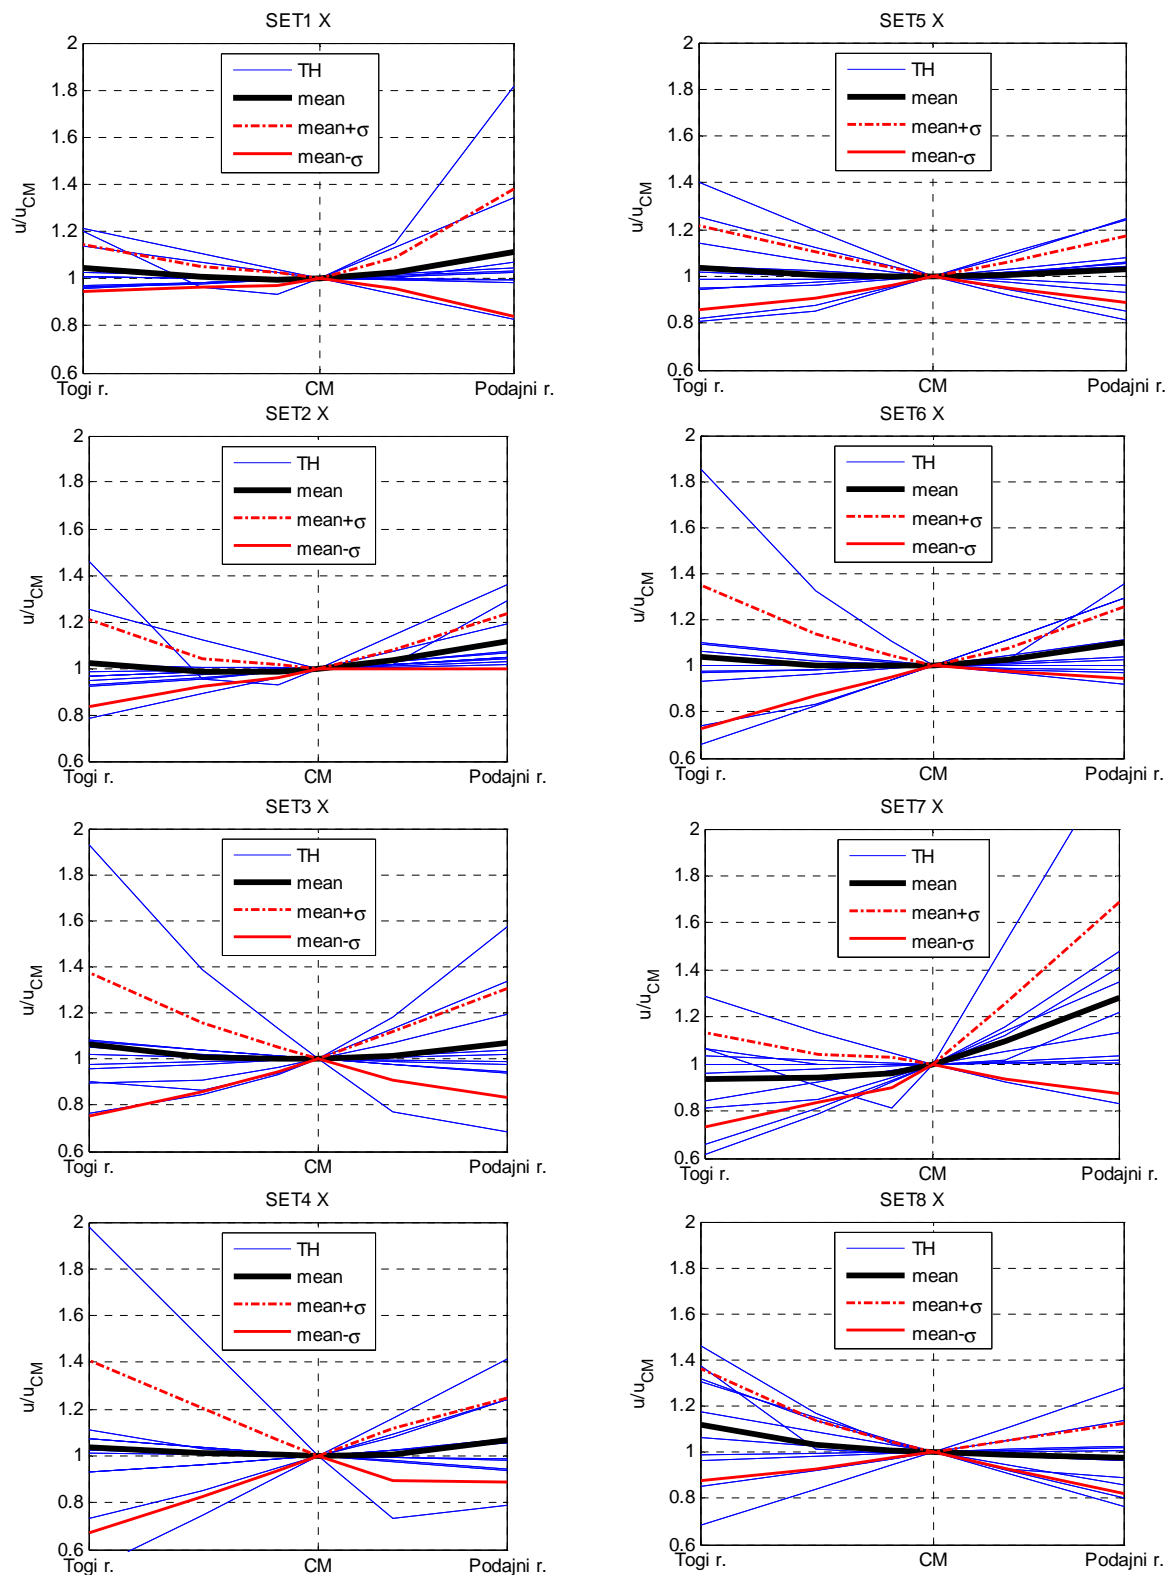 SET1 X
2
1.8
1.6
1.4
1.2
1
0.8
0.6
u/uCM
TH
mean
mean+σ
mean-σ
Togi r. CM Podajni r.
SET5 X
2
1.8
1.6
1.4
1.2
1
0.8
0.6
u/uCM
TH
mean
mean+σ
mean-σ
Togi r. CM Podajni r.
SET2 X
2
1.8
1.6
1.4
1.2
1
0.8
0.6
u/uCM
TH
mean
mean+σ
mean-σ
Togi r. CM Podajni r.
SET6 X
2
1.8
1.6
1.4
1.2
1
0.8
0.6
u/uCM
TH
mean
mean+σ
mean-σ
Togi r. CM Podajni r.
SET3 X
2
1.8
1.6
1.4
1.2
1
0.8
0.6
u/uCM
TH
mean
mean+σ
mean-σ
Togi r. CM Podajni r.
SET7 X
2
1.8
1.6
1.4
1.2
1
0.8
0.6
u/uCM
TH
mean
mean+σ
mean-σ
Togi r. CM Podajni r.
SET4 X
2
1.8
1.6
1.4
1.2
1
0.8
0.6
u/uCM
TH
mean
mean+σ
mean-σ
Togi r. CM Podajni r.
SET8 X
2
1.8
1.6
1.4
1.2
1
0.8
0.6
u/uCM
TH
mean
mean+σ
mean-σ
Togi r. CM Podajni r.